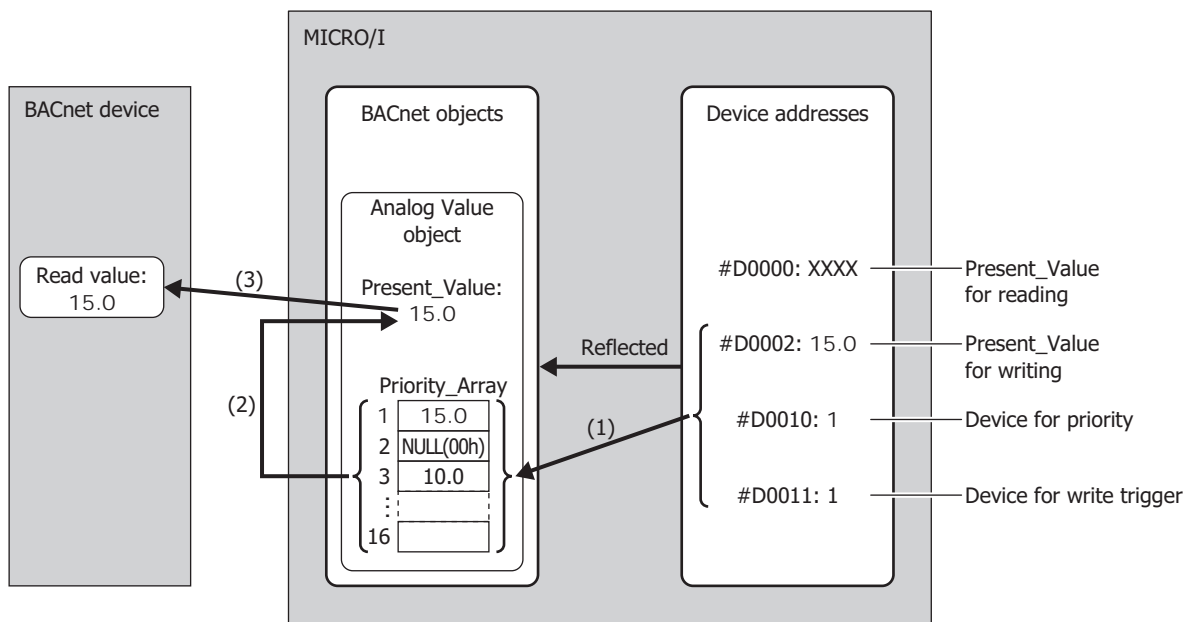 MICRO/I
BACnet device
BACnet objects
Device addresses
Analog Value
object
Read value:
15.0
(3)
Present_Value:
15.0
#D0000: XXXX
Present_Value
for reading
Reflected
#D0002: 15.0
Present_Value
for writing
(2)
Priority_Array
1 15.0
2 NULL(00h)
3 10.0
⋮
16
(1)
#D0010: 1
Device for priority
#D0011: 1
Device for write trigger